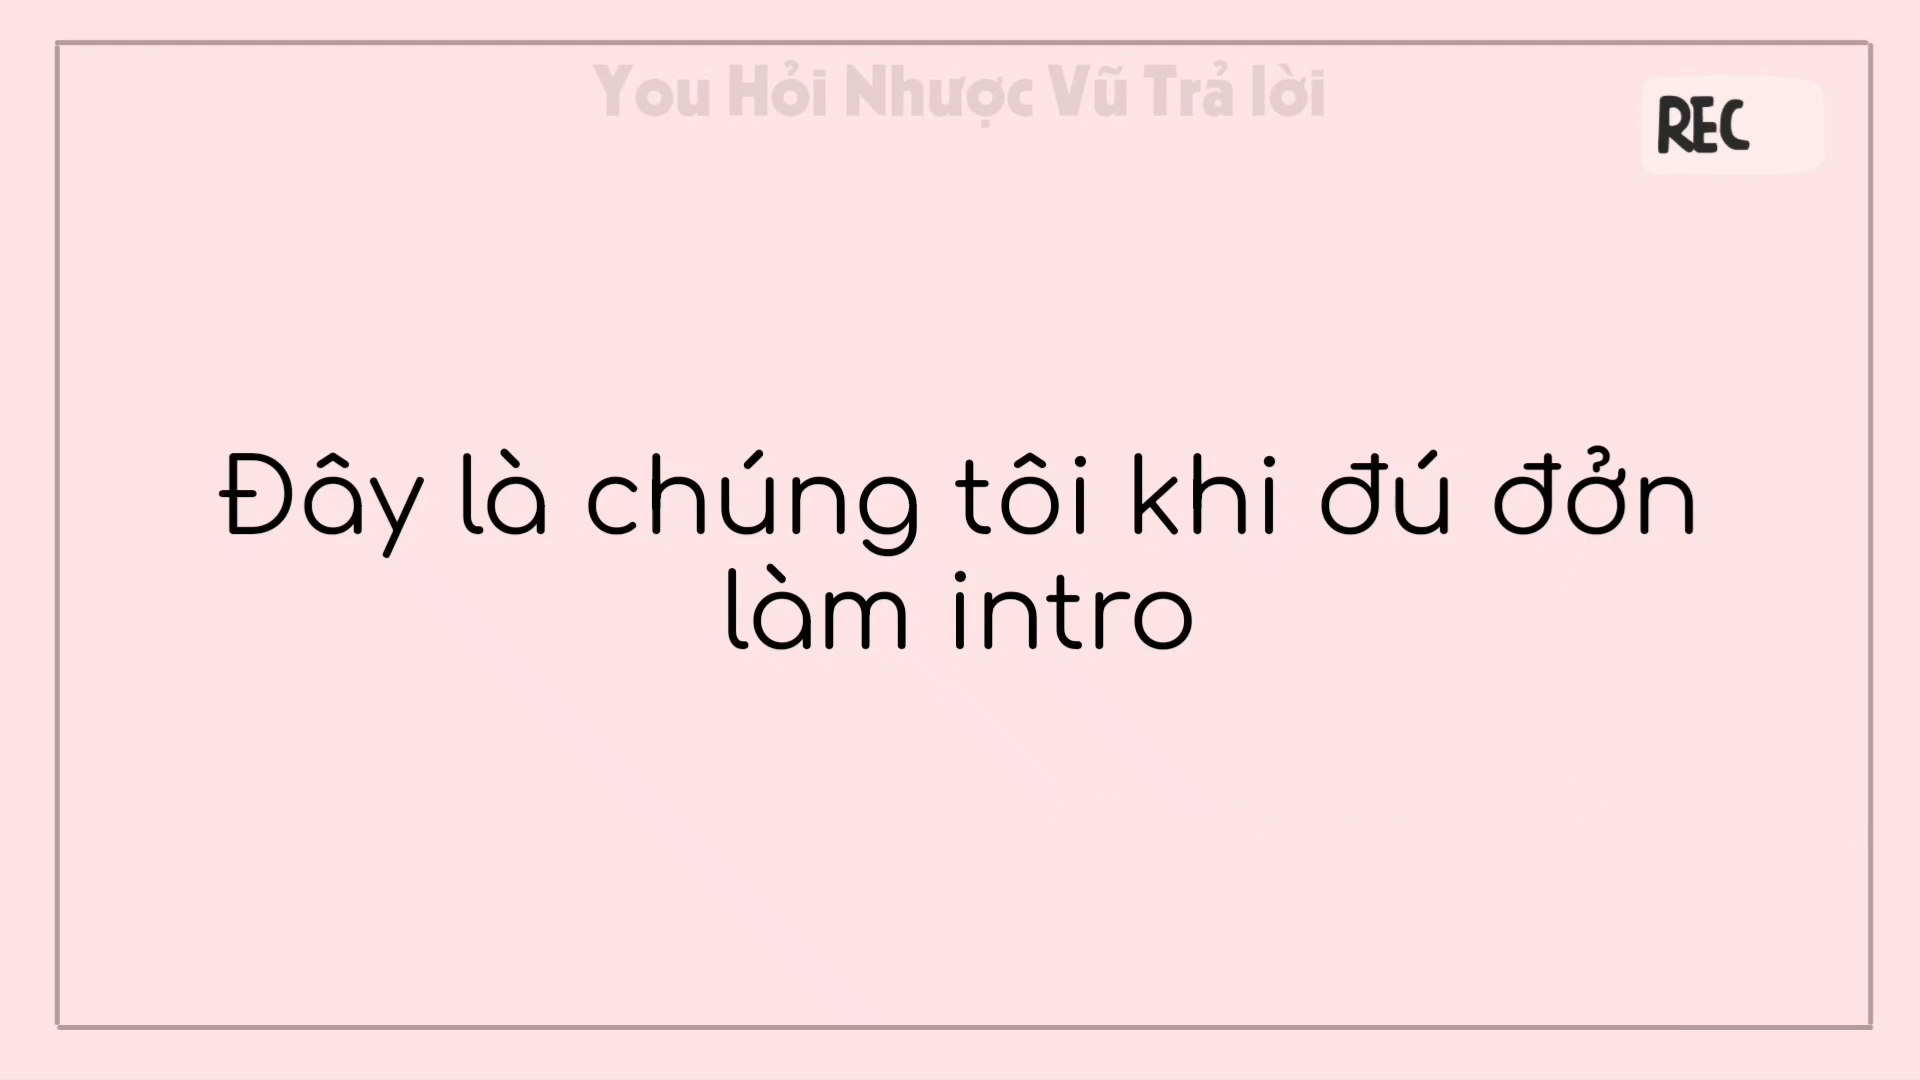 You Hỏi Nhược Vũ Trả lời
REC
Đây là chúng tôi khi đú đởn
làm intro